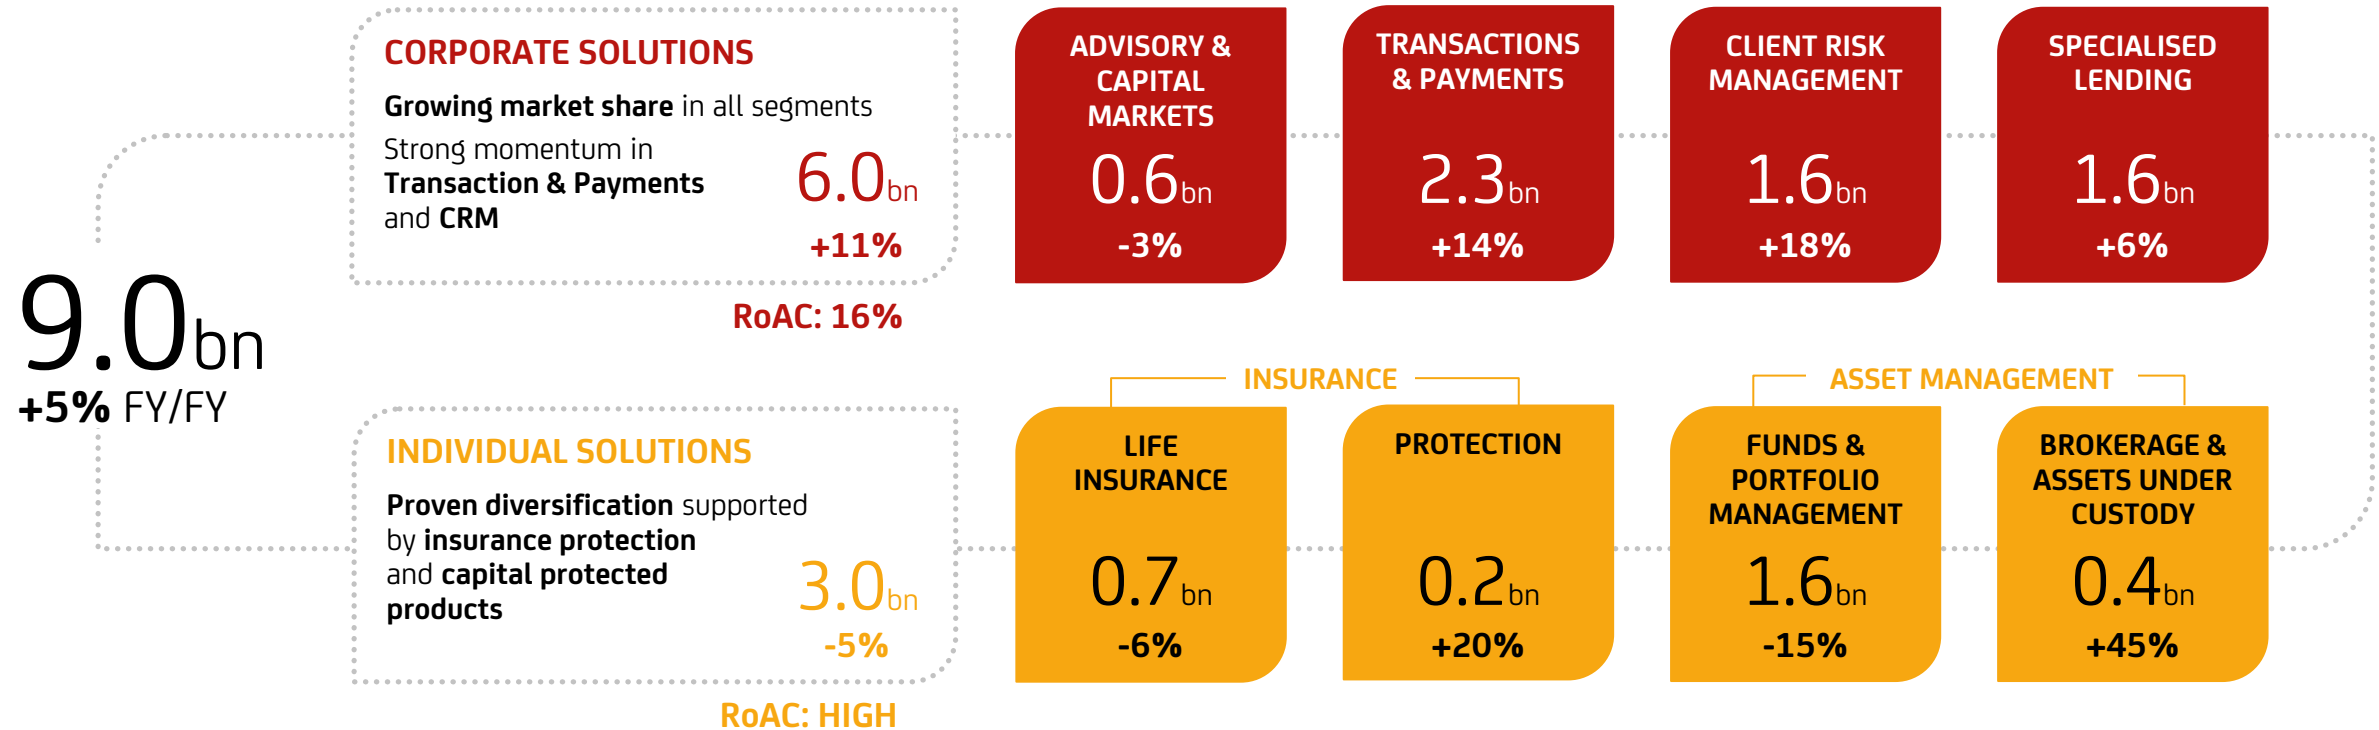 9.0bn
+5% FY/FY
CORPORATE SOLUTIONS
Growing market share in all segments
Strong momentum in
Transaction & Payments
and CRM
6.0bn
+11%
RoAC: 16%
ADVISORY &
CAPITAL
MARKETS
0.6bn
-3%
TRANSACTIONS
& PAYMENTS
2.3bn
+14%
CLIENT RISK
MANAGEMENT
1.6bn
+18%
SPECIALISED
LENDING
1.6bn
+6%
INDIVIDUAL SOLUTIONS
Proven diversification supported
by insurance protection
and capital protected
products
3.0bn
-5%
RoAC: HIGH
INSURANCE
LIFE
INSURANCE
0.7bn
-6%
PROTECTION
0.2bn
+20%
ASSET MANAGEMENT
FUNDS &
PORTFOLIO
MANAGEMENT
1.6bn
-15%
BROKERAGE &
ASSETS UNDER
CUSTODY
0.4bn
+45%